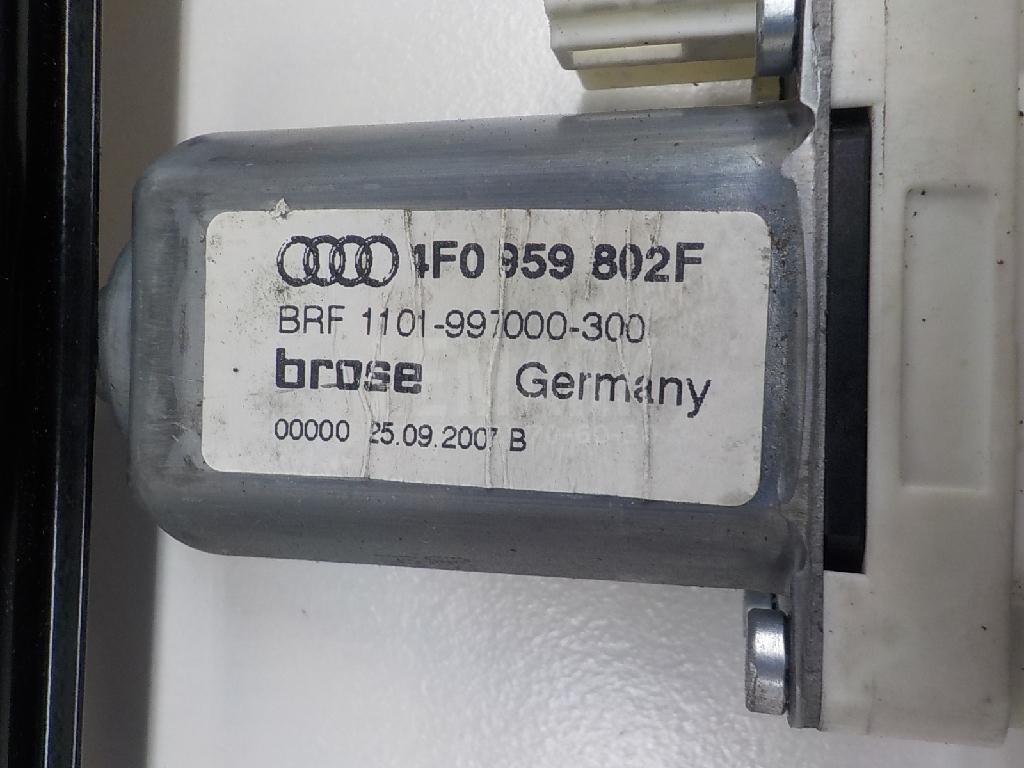 4F0 959 802F
BRF 1101-997000-300
brose Germany
00000 25.09.2007 B